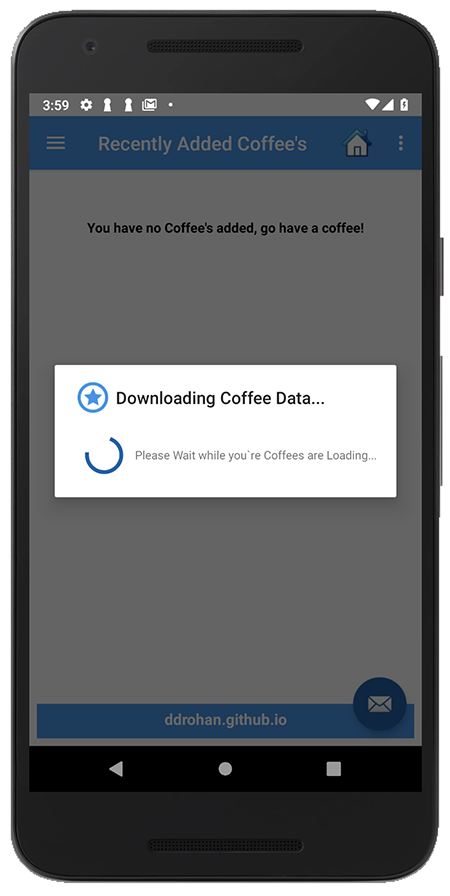 3:59
Recently Added Coffee's
You have no Coffee's added, go have a coffee!
Downloading Coffee Data...
Please Wait while you`re Coffees are Loading...
ddrohan.github.io